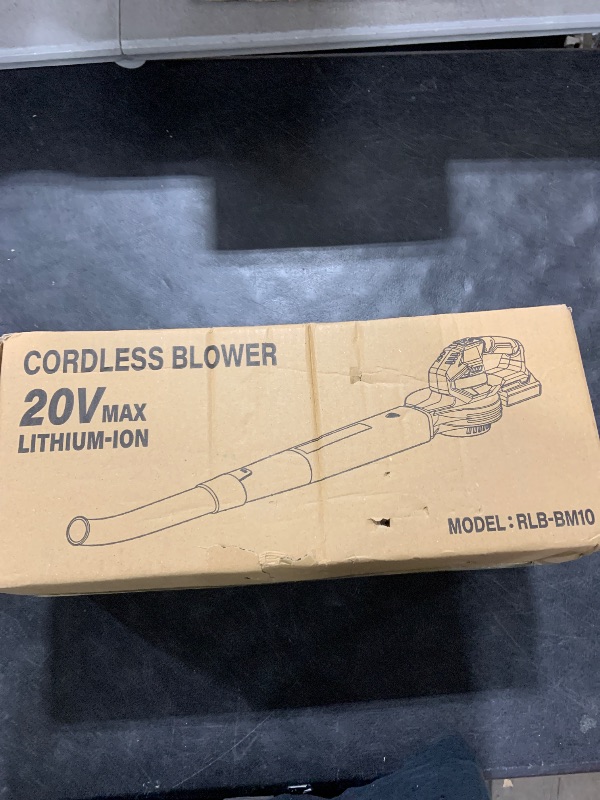 CORDLESS BLOWER
20V MAX
LITHIUM-ION
MODEL: RLB-BM10